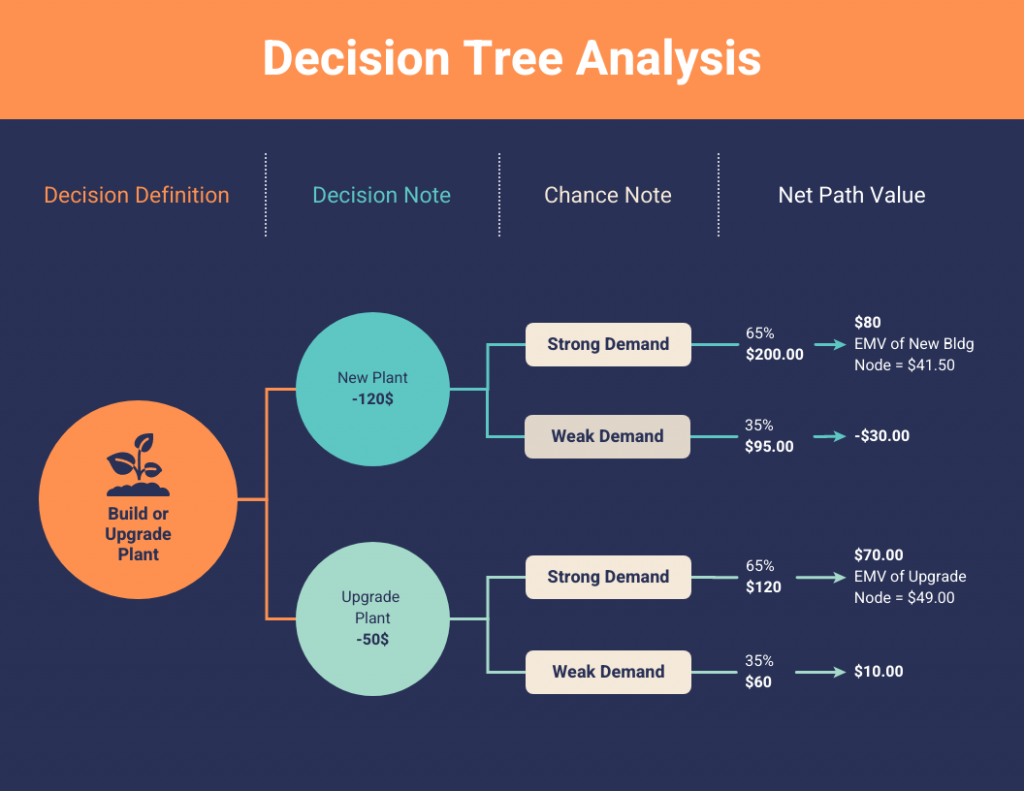 Decision Tree Analysis
Decision Definition
Decision Note
Chance Note
Net Path Value
Build or
Upgrade
Plant
New Plant
-120$
Strong Demand
65%
$200.00
$80
EMV of New Bldg
Node = $41.50
Weak Demand
35%
$95.00
-$30.00
Upgrade
Plant
-50$
Strong Demand
65%
$120
$70.00
EMV of Upgrade
Node = $49.00
Weak Demand
35%
$60
$10.00